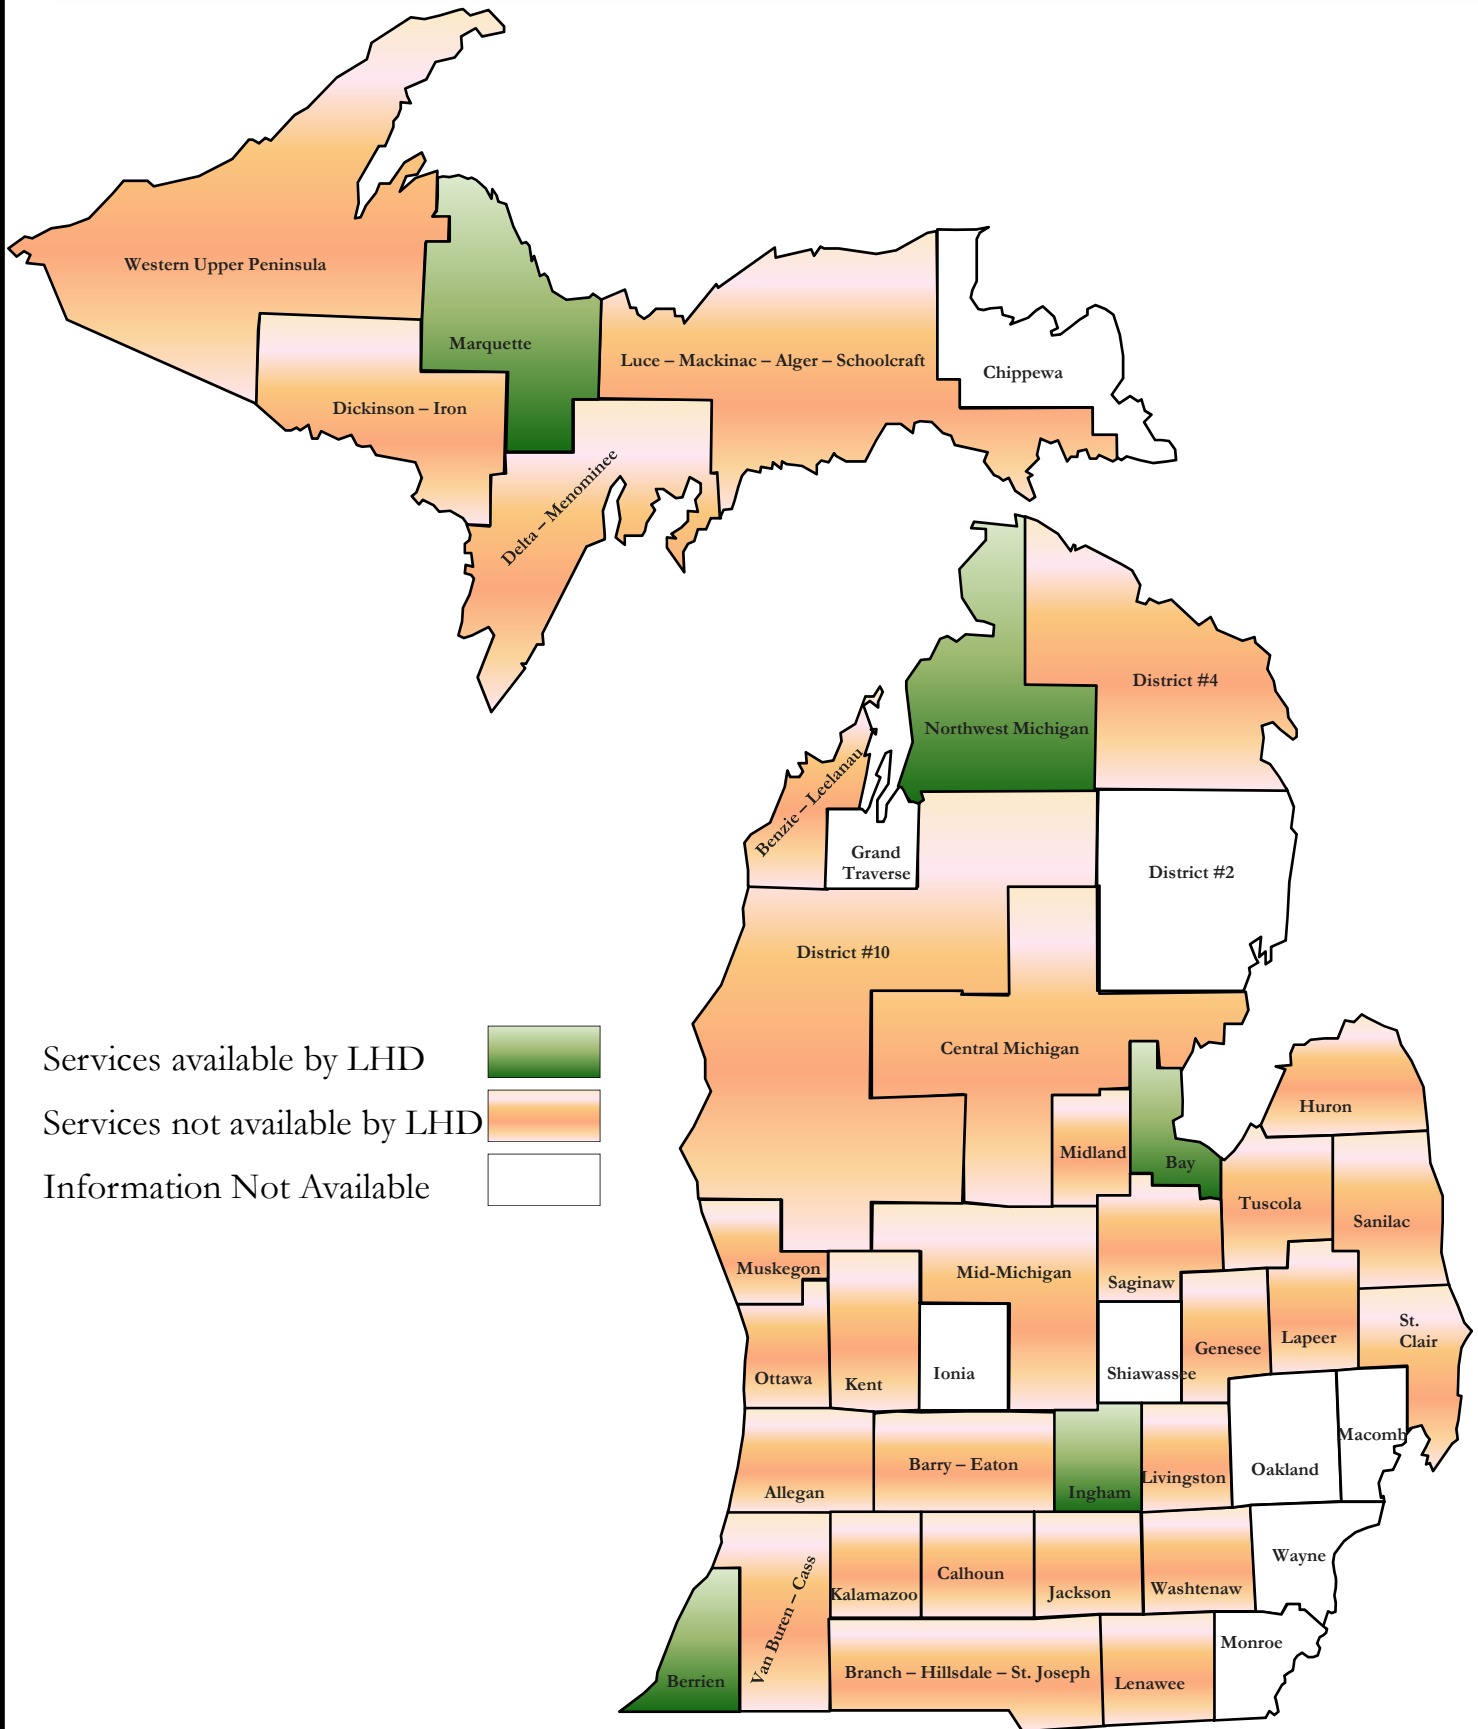 Western Upper Peninsula
Marquette
Luce – Mackinac – Alger – Schoolcraft
Chippewa
Dickinson – Iron
Delta – Menominee
District #4
Northwest Michigan
Benzie – Leelanau
Grand
Traverse
District #2
District #10
Central Michigan
Services available by LHD
Services not available by LHD
Information Not Available
Huron
Midland
Bay
Tuscola
Sanilac
Muskegon
Mid-Michigan
Saginaw
St.
Clair
Lapeer
Genesee
Ottawa
Kent
Ionia
Shiawassee
Macomb
Oakland
Barry – Eaton
Livingston
Allegan
Ingham
Wayne
Van Buren – Cass
Kalamazoo
Calhoun
Jackson
Washtenaw
Monroe
Berrien
Branch – Hillsdale – St. Joseph
Lenawee